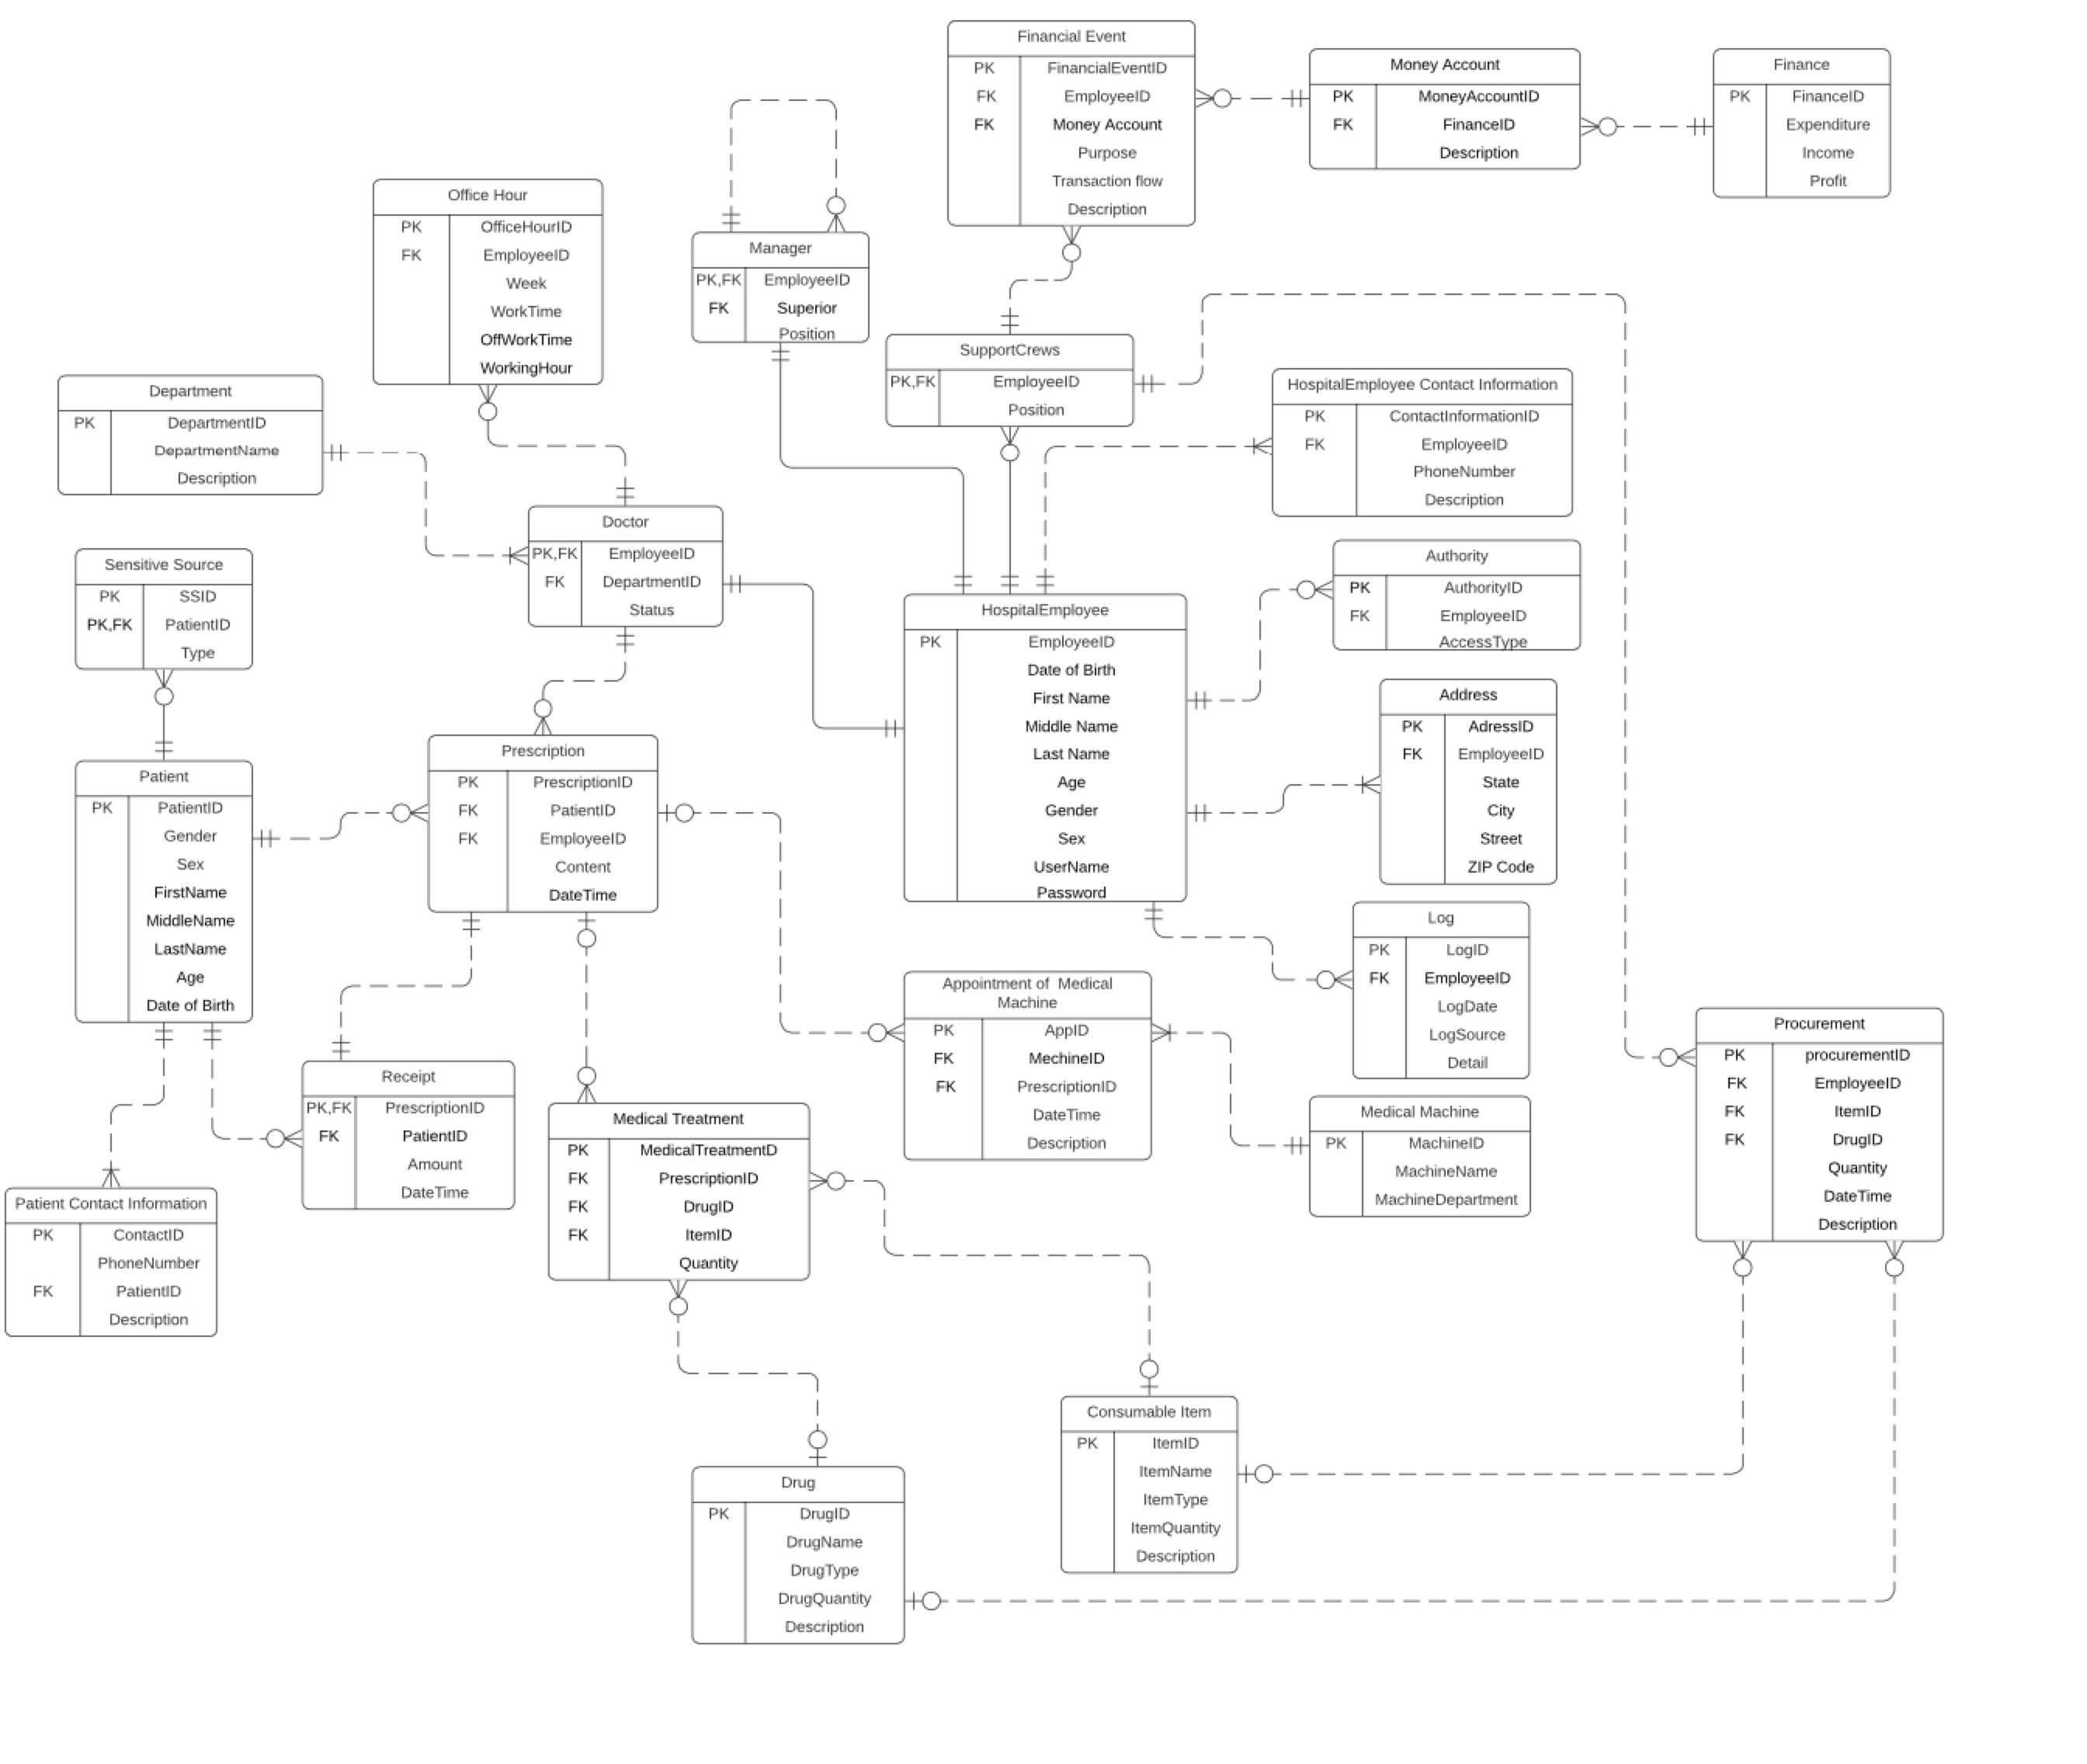 Financial Event
PK FinancialEventID
FK EmployeeID
FK Money Account
Purpose
Transaction flow
Description
Money Account
PK MoneyAccountID
FK FinanceID
Description
Finance
PK FinanceID
Expenditure
Income
Profit
Office Hour
PK OfficeHourID
FK EmployeeID
Week
WorkTime
OffWorkTime
WorkingHour
Manager
PK,FK EmployeeID
FK Superior
Position
SupportCrews
PK,FK EmployeeID
Position
HospitalEmployee Contact Information
PK ContactInformationID
FK EmployeeID
PhoneNumber
Description
Department
PK DepartmentID
DepartmentName
Description
Doctor
PK,FK EmployeeID
FK DepartmentID
Status
Sensitive Source
PK SSID
PK,FK PatientID
Type
HospitalEmployee
PK EmployeeID
Date of Birth
First Name
Middle Name
Last Name
Age
Gender
Sex
UserName
Password
Authority
PK AuthorityID
FK EmployeeID
AccessType
Address
PK AdressID
FK EmployeeID
State
City
Street
ZIP Code
Patient
PK PatientID
Gender
Sex
FirstName
MiddleName
LastName
Age
Date of Birth
Prescription
PK PrescriptionID
FK PatientID
FK EmployeeID
Content
DateTime
Log
PK LogID
FK EmployeeID
LogDate
LogSource
Detail
Appointment of Medical
Machine
PK AppID
FK MechineID
FK PrescriptionID
DateTime
Description
Procurement
PK procurementID
FK EmployeeID
FK ItemID
FK DrugID
Quantity
DateTime
Description
Receipt
PK,FK PrescriptionID
FK PatientID
Amount
DateTime
Medical Treatment
PK MedicalTreatmentD
FK PrescriptionID
FK DrugID
FK ItemID
Quantity
Medical Machine
PK MachineID
MachineName
MachineDepartment
Patient Contact Information
PK ContactID
PhoneNumber
FK PatientID
Description
Consumable Item
PK ItemID
ItemName
ItemType
ItemQuantity
Description
Drug
PK DrugID
DrugName
DrugType
DrugQuantity
Description